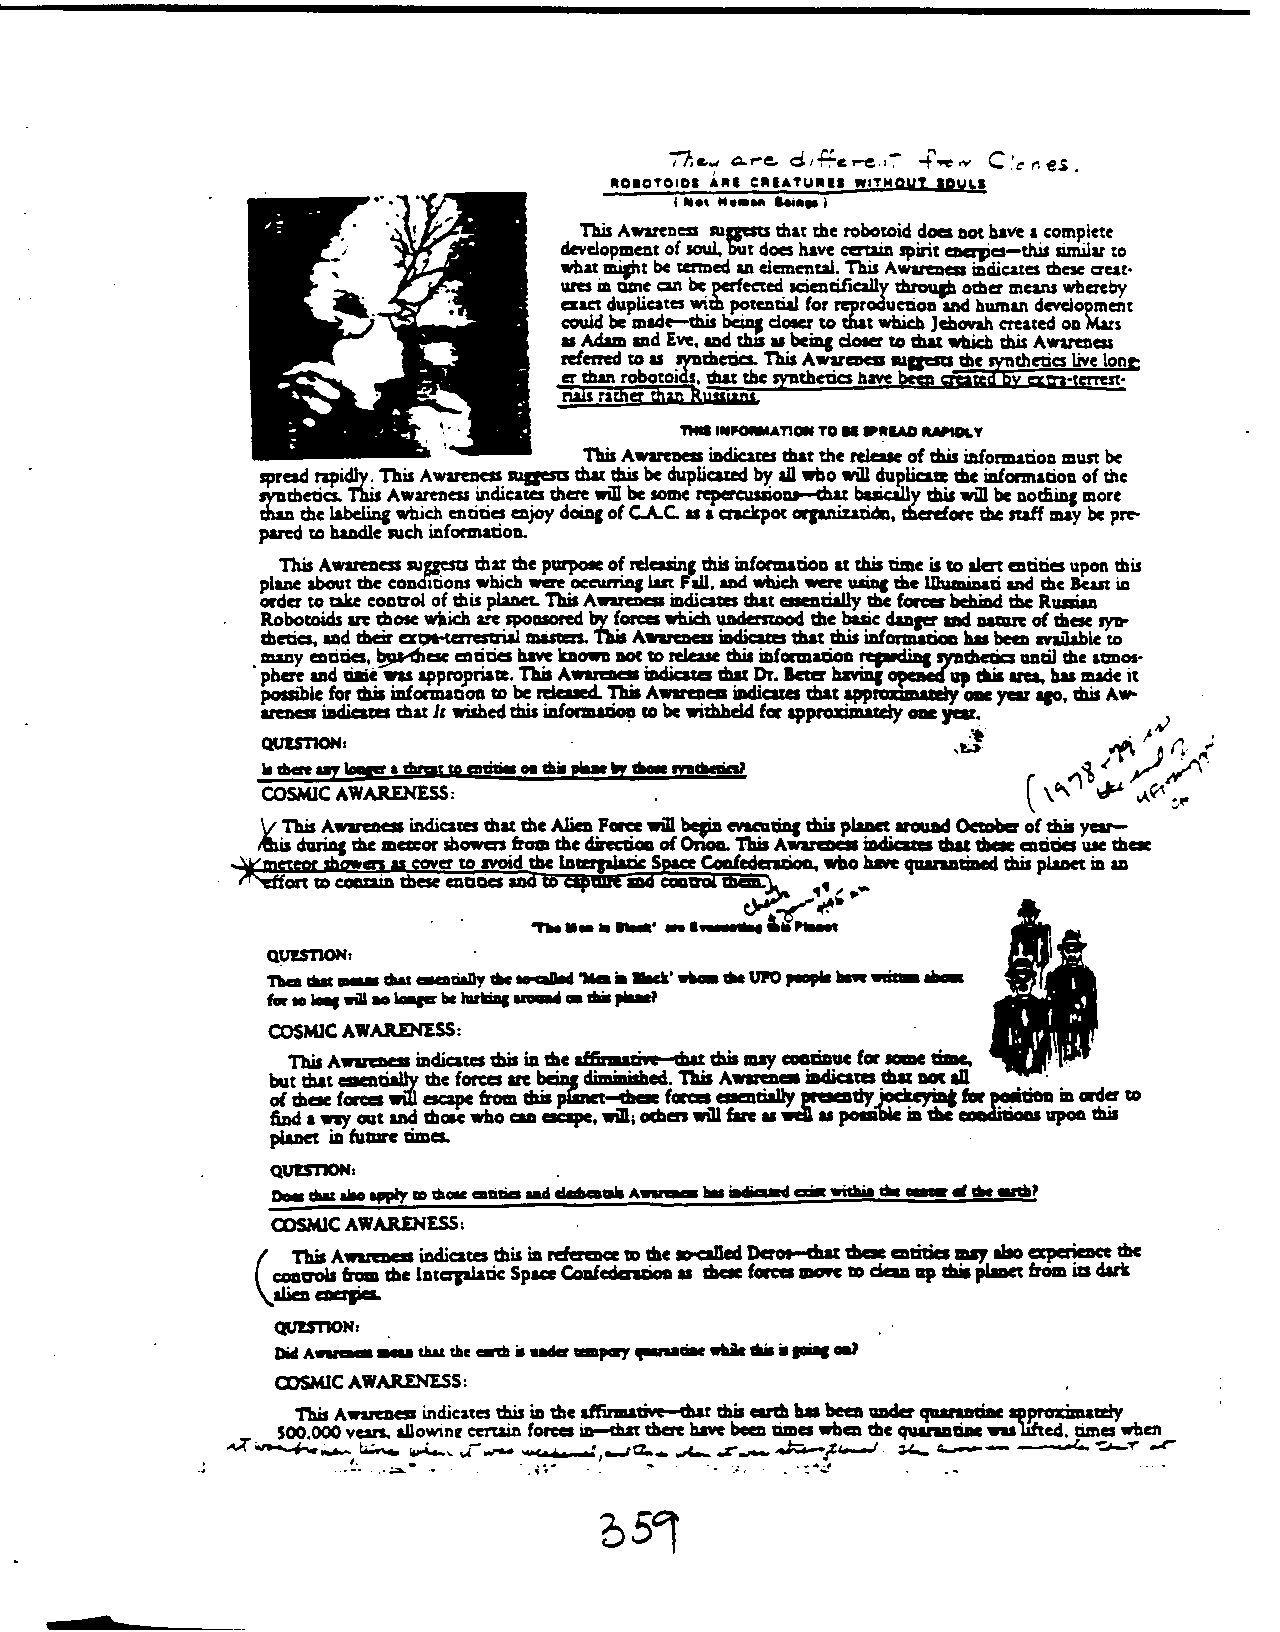 They are different from Clones.
ROBOTOIDS ARE CREATURES WITHOUT SOULS
( Not Human Beings )
This Awareness suggests that the robotoid does not have a complete
development of soul, but does have certain spirit energies—this similar to
what might be termed an elemental. This Awareness indicates these creat-
ures in time can be perfected scientifically through other means whereby
exact duplicates with potential for reproduction and human development
could be made—this being closer to that which Jehovah created on Mars
as Adam and Eve, and this as being closer to that which this Awareness
referred to as synthetics. This Awareness suggests the synthetics live long-
er than robotoids, that the synthetics have been created by extra-terrest-
rials rather than Russians.
THIS INFORMATION TO BE SPREAD RAPIDLY
This Awareness indicates that the release of this information must be
spread rapidly. This Awareness suggests that this be duplicated by all who will duplicate the information of the
synthetics. This Awareness indicates there will be some repercussions—that basically this will be nothing more
than the labeling which entities enjoy doing of C.A.C. as a crackpot organization, therefore the staff may be pre-
pared to handle such information.
This Awareness suggests that the purpose of releasing this information at this time is to alert entities upon this
plane about the conditions which were occurring last Fall, and which were using the Illuminati and the Beast in
order to take control of this planet. This Awareness indicates that essentially the forces behind the Russian
Robotoids are those which are sponsored by forces which understood the basic danger and nature of these syn-
thetics, and their extra-terrestrial masters. This Awareness indicates that this information has been available to
many entities, but these entities have known not to release this information regarding synthetics until the atmos-
phere and time was appropriate. This Awareness indicates that Dr. Beter having opened up this area, has made it
possible for this information to be released. This Awareness indicates that approximately one year ago, this Aw-
areness indicates that It wished this information to be withheld for approximately one year.
QUESTION:
Is there any longer a threat to entities on this plane by those synthetics?
(1978-79 is
the end
COSMIC AWARENESS:
This Awareness indicates that the Alien Force will begin evacuting this planet around October of this year—
this during the meteor showers from the direction of Orion. This Awareness indicates that these entities use these
meteor showers as cover to avoid the Intergalatic Space Confederation, who have quarantined this planet in an
effort to contain these entities and to capture and control them.)
check
'The Men in Black' are Evacuating this Planet
QUESTION:
Then that means that essentially the so-called 'Men in Black' whom the UFO people have written about
for so long will no longer be lurking around on this plane?
COSMIC AWARENESS:
This Awareness indicates this in the affirmative—that this may continue for some time,
but that essentially the forces are being diminished. This Awareness indicates that not all
of these forces will escape from this planet—these forces essentially presently jockeying for position in order to
find a way out and those who can escape, will; others will fare as well as possible in the conditions upon this
planet in future times.
QUESTION:
Does that also apply to those entities and elementals Awareness has indicated exist within the center of the earth?
COSMIC AWARENESS:
This Awareness indicates this in reference to the so-called Deros—that these entities may also experience the
controls from the Intergalatic Space Confederation as these forces move to clean up this planet from its dark
alien energies.
QUESTION:
Did Awareness mean that the earth is under tempory quarantine while this is going on?
COSMIC AWARENESS:
This Awareness indicates this in the affirmative—that this earth has been under quarantine approximately
500,000 years, allowing certain forces in—that there have been times when the quarantine was lifted, times when
when it was weakened, and when it was strengthened.
359